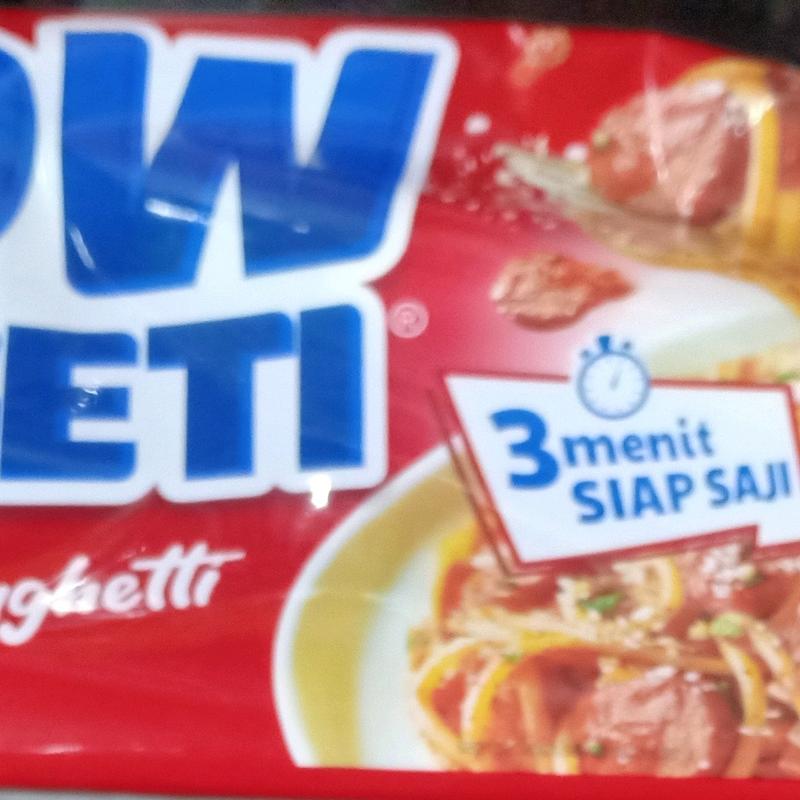 OW
ETI®
ghetti
3 menit
SIAP SAJI